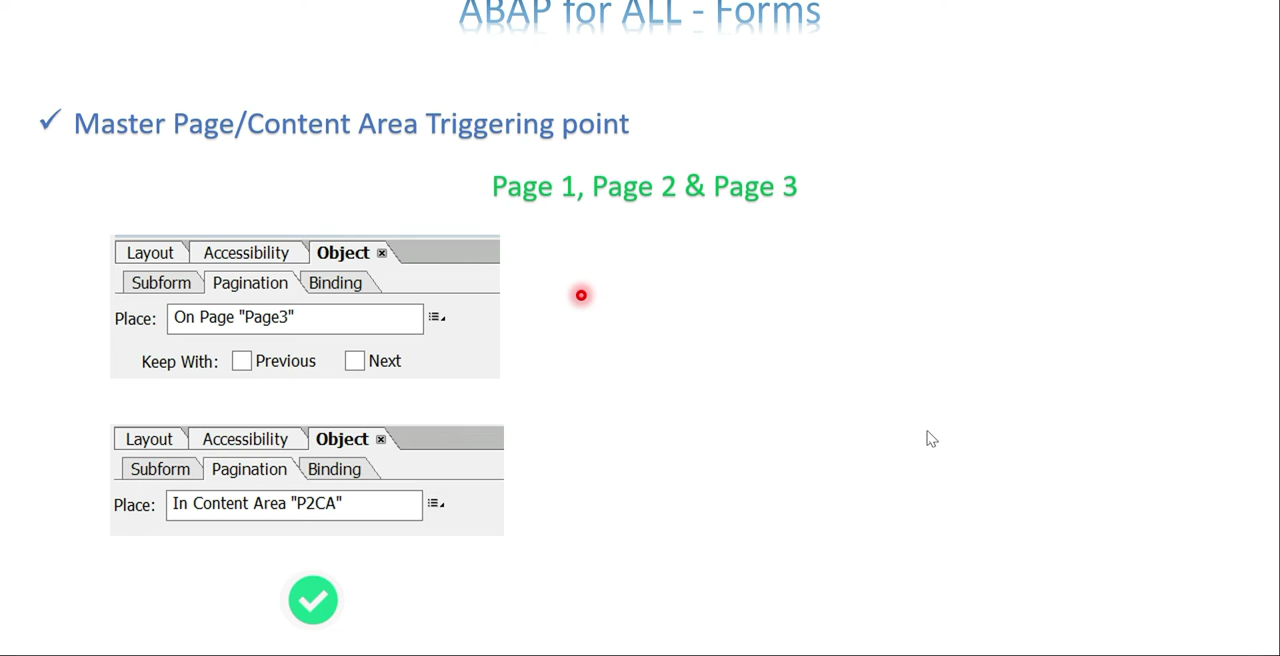 ABAP for ALL - Forms
✓ Master Page/Content Area Triggering point
Page 1, Page 2 & Page 3
Layout Accessibility Object
Subform Pagination Binding
Place: On Page "Page3"
Keep With: Previous Next
Layout Accessibility Object
Subform Pagination Binding
Place: In Content Area "P2CA"